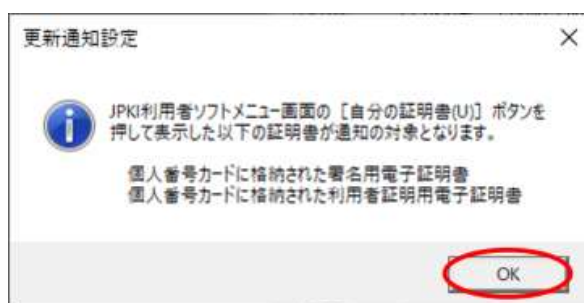 更新通知設定
JPKI利用者ソフトメニュー画面の［自分の証明書(U)］ボタンを
押して表示した以下の証明書が通知の対象となります。
個人番号カードに格納された署名用電子証明書
個人番号カードに格納された利用者証明用電子証明書
OK